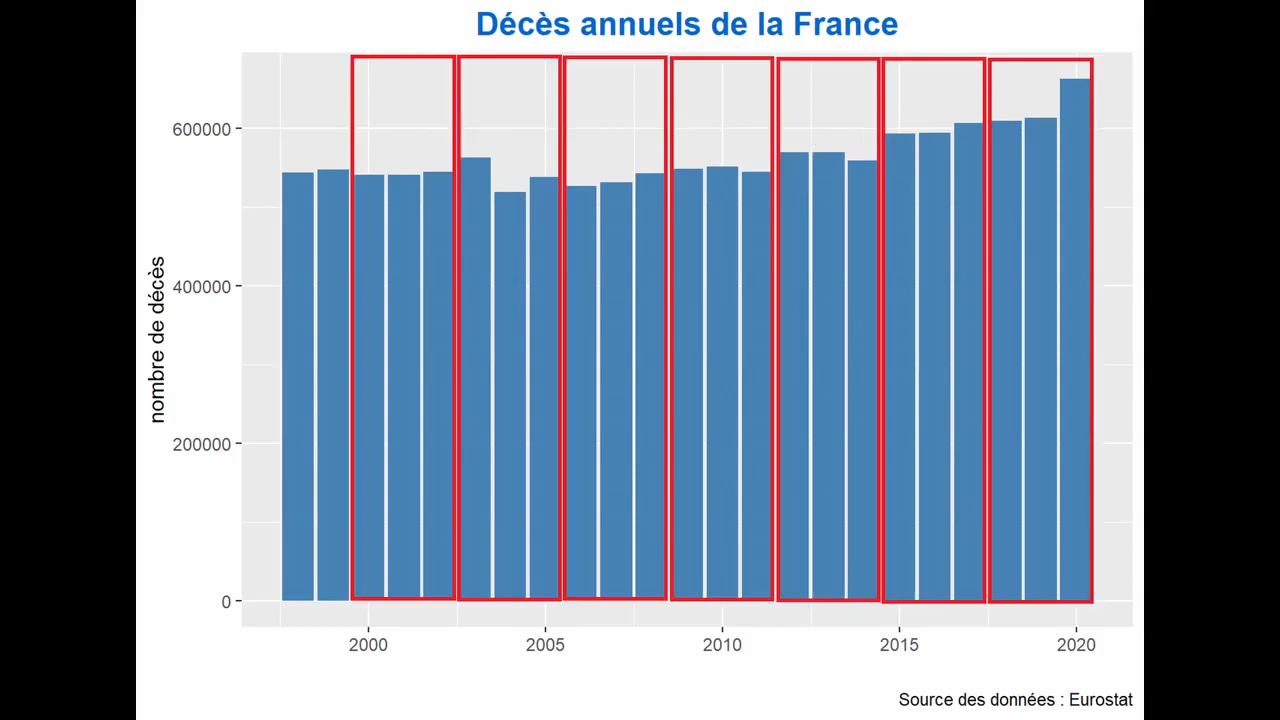 Décès annuels de la France
nombre de décès
600000
400000
200000
0
2000 2005 2010 2015 2020
Source des données : Eurostat